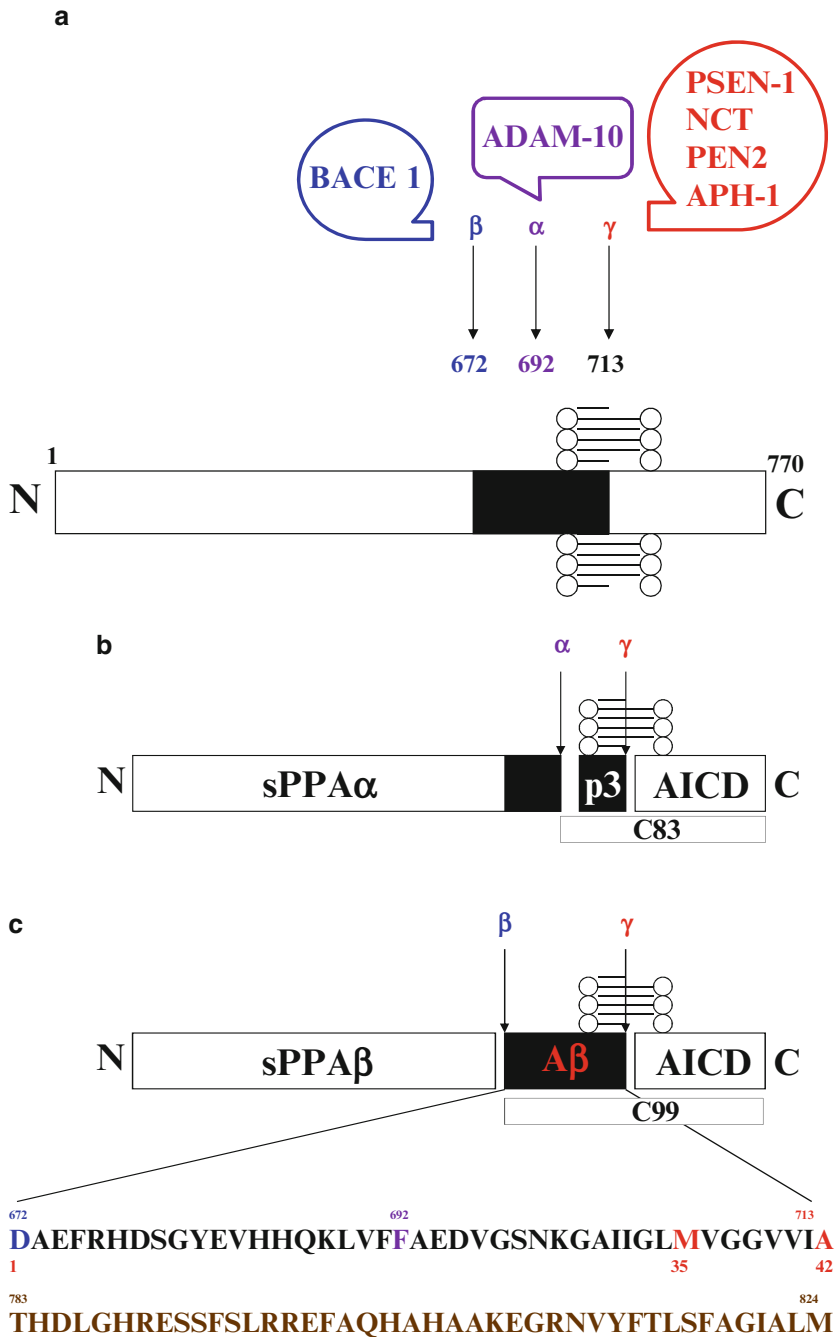 a
BACE 1
ADAM-10
PSEN-1
NCT
PEN2
APH-1
β α γ
672 692 713
1
770
N C
b
α γ
N sPPAα p3 AICD C
C83
c
β γ
N sPPAβ Aβ AICD C
C99
672 692 713
DAEFRHDSGYEVHHQKLVFFAEDVGSNKGAIIGLMVGGVVIA
1 35 42
783 824
THDLGHRESSFSLRREFAQHAHAAKEGRNVYFTLSFAGIALM